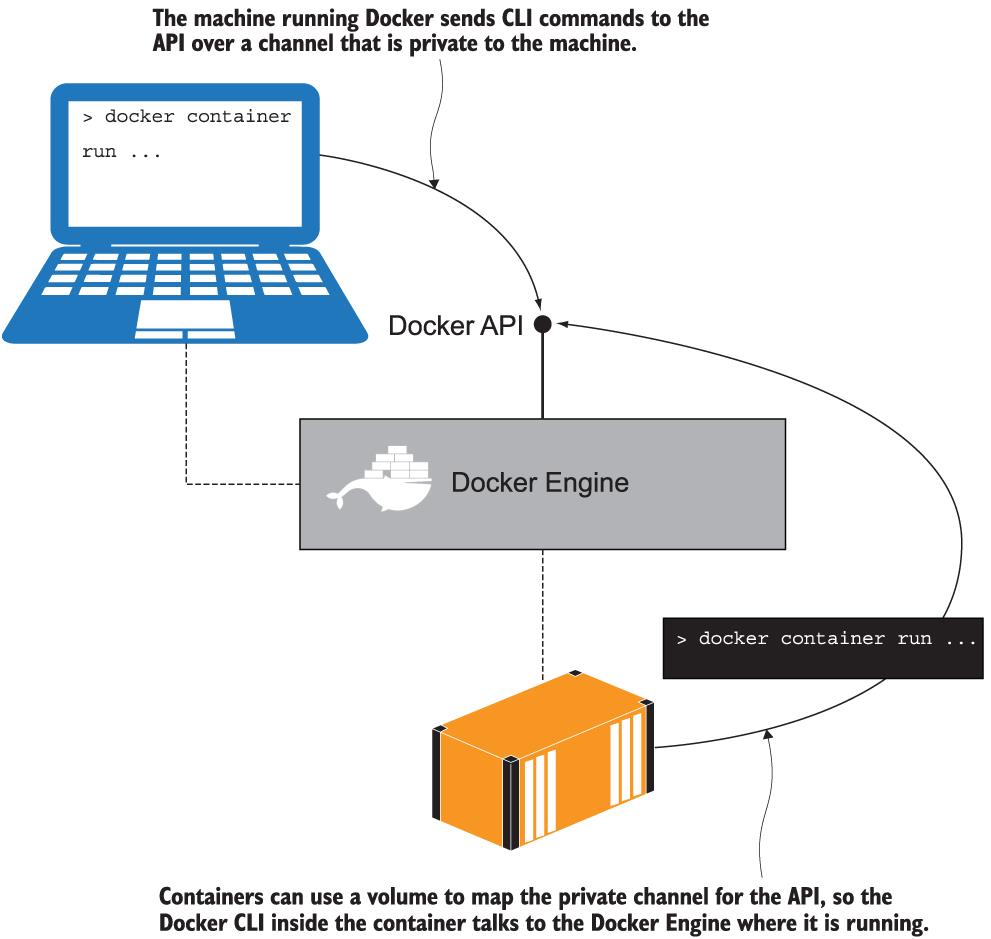 The machine running Docker sends CLI commands to the
API over a channel that is private to the machine.
> docker container
run ...
Docker API
Docker Engine
> docker container run ...
Containers can use a volume to map the private channel for the API, so the
Docker CLI inside the container talks to the Docker Engine where it is running.